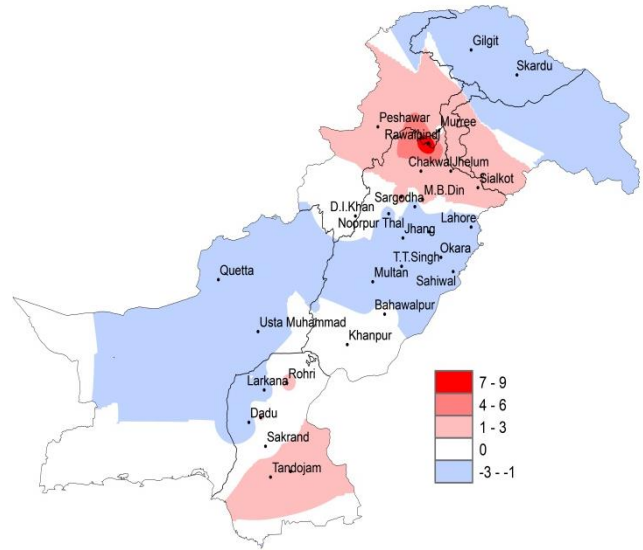 Gilgit
Skardu
Peshawar
Murree
Rawalpindi
Chakwal
Jhelum
Sialkot
M.B.Din
Sargodha
D.I.Khan
Noorpur Thal
Lahore
Jhang
Okara
T.T.Singh
Quetta
Multan
Sahiwal
Bahawalpur
Usta Muhammad
Khanpur
Rohri
Larkana
Dadu
Sakrand
Tandojam
7 - 9
4 - 6
1 - 3
0
-3 - -1